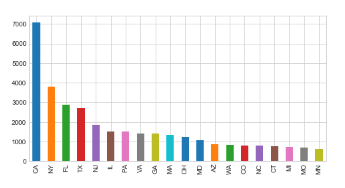 7000
6000
5000
4000
3000
2000
1000
0
CA
NY
FL
TX
NJ
IL
PA
VA
GA
MA
OH
MD
AZ
WA
CO
NC
CT
MI
MO
MN